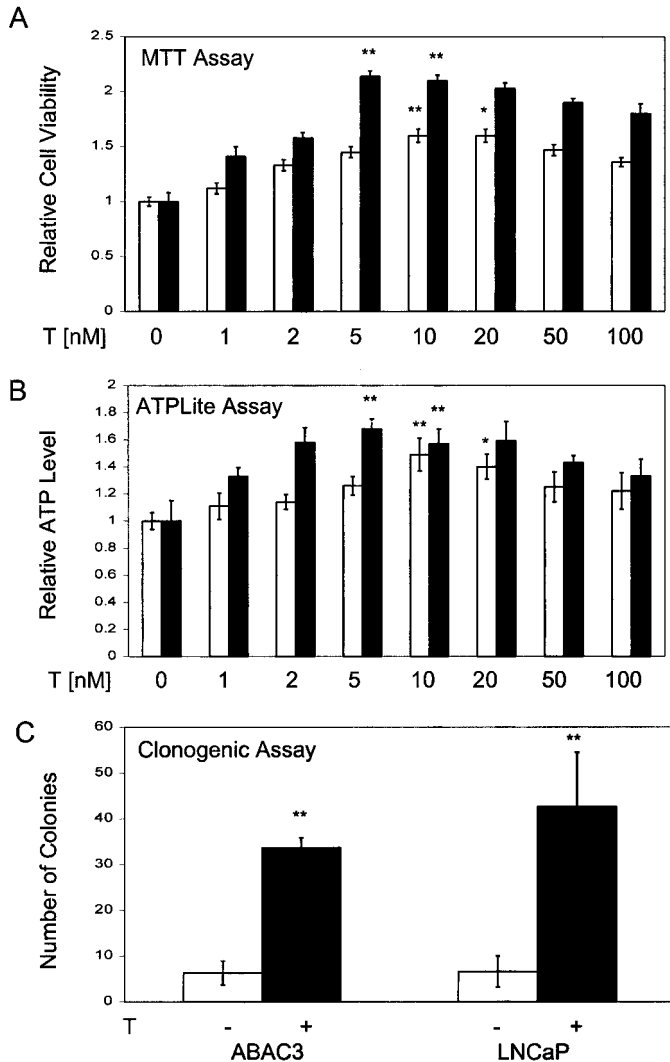 A
MTT Assay
Relative Cell Viability
2.5
2
1.5
1
0.5
0
** **
** *
T [nM] 0 1 2 5 10 20 50 100
B
ATPLite Assay
Relative ATP Level
2
1.8
1.6
1.4
1.2
1
0.8
0.6
0.4
0.2
0
** ** **
*
T [nM] 0 1 2 5 10 20 50 100
C
Clonogenic Assay
Number of Colonies
60
50
40
30
20
10
0
**
**
T - + - +
ABAC3 LNCaP